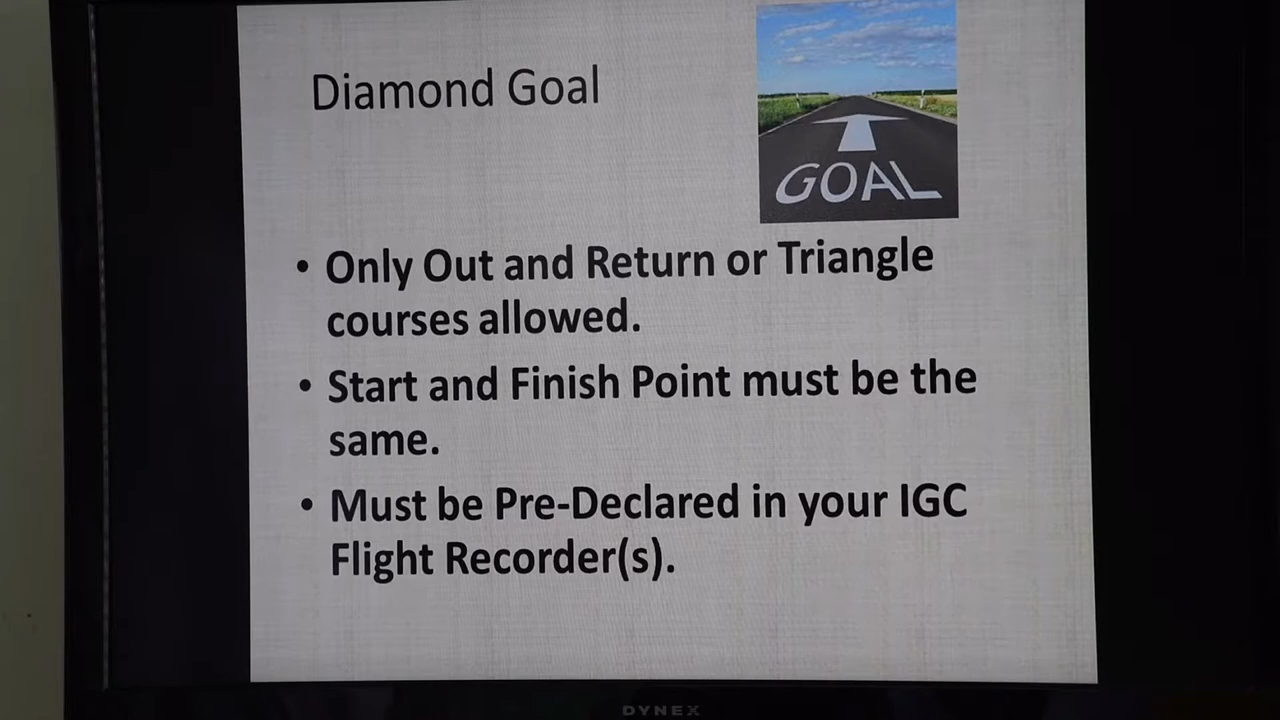 Diamond Goal
GOAL
• Only Out and Return or Triangle
courses allowed.
• Start and Finish Point must be the
same.
• Must be Pre-Declared in your IGC
Flight Recorder(s).
DYNEX